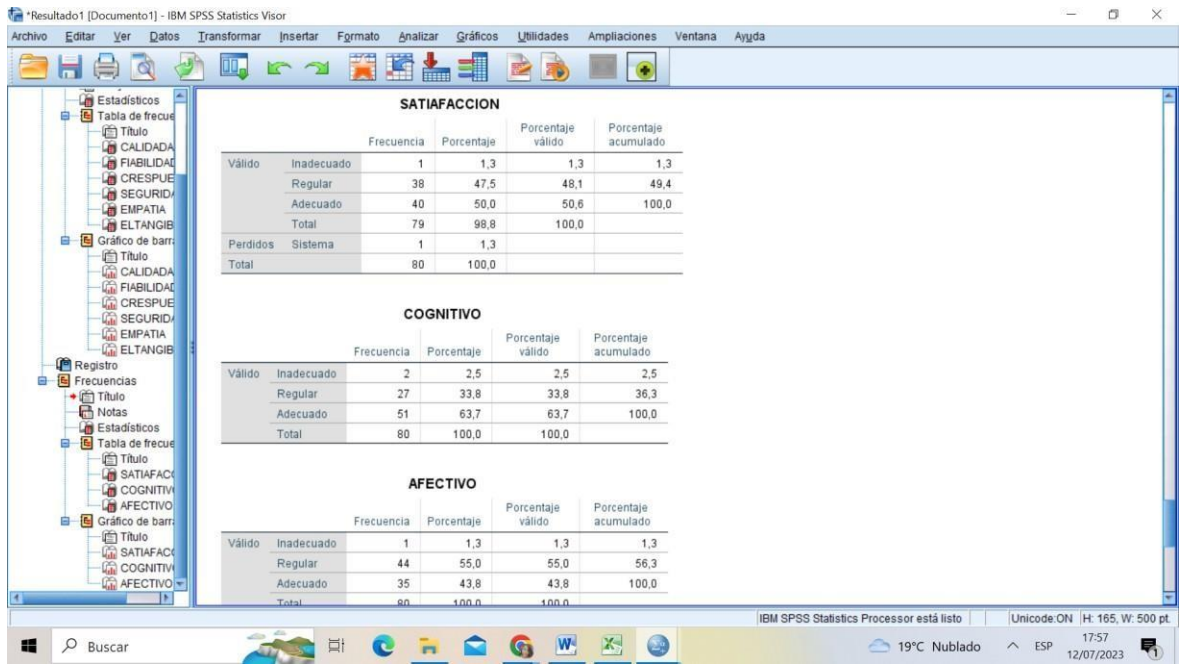 *Resultado1 [Documento1] - IBM SPSS Statistics Visor
Archivo Editar Ver Datos Transformar Insertar Formato Analizar Gráficos Utilidades Ampliaciones Ventana Ayuda
Estadísticos
Tabla de frecue
Título
CALIDADA
FIABILIDAD
CRESPUE
SEGURIDA
EMPATIA
ELTANGIB
Gráfico de barra
Título
CALIDADA
FIABILIDAD
CRESPUE
SEGURIDA
EMPATIA
ELTANGIB
Registro
Frecuencias
Título
Notas
Estadísticos
Tabla de frecue
Título
SATIAFACC
COGNITIV
AFECTIVO
Gráfico de barra
Título
SATIAFACC
COGNITIV
AFECTIVO
SATIAFACCION
Frecuencia Porcentaje Porcentaje válido Porcentaje acumulado
Válido Inadecuado 1 1,3 1,3 1,3
Regular 38 47,5 48,1 49,4
Adecuado 40 50,0 50,6 100,0
Total 79 98,8 100,0
Perdidos Sistema 1 1,3
Total 80 100,0
COGNITIVO
Frecuencia Porcentaje Porcentaje válido Porcentaje acumulado
Válido Inadecuado 2 2,5 2,5 2,5
Regular 27 33,8 33,8 36,3
Adecuado 51 63,7 63,7 100,0
Total 80 100,0 100,0
AFECTIVO
Frecuencia Porcentaje Porcentaje válido Porcentaje acumulado
Válido Inadecuado 1 1,3 1,3 1,3
Regular 44 55,0 55,0 56,3
Adecuado 35 43,8 43,8 100,0
Total 80 100,0 100,0
IBM SPSS Statistics Processor está listo Unicode:ON H: 165, W: 500 pt.
Buscar
19°C Nublado ESP 17:57
12/07/2023